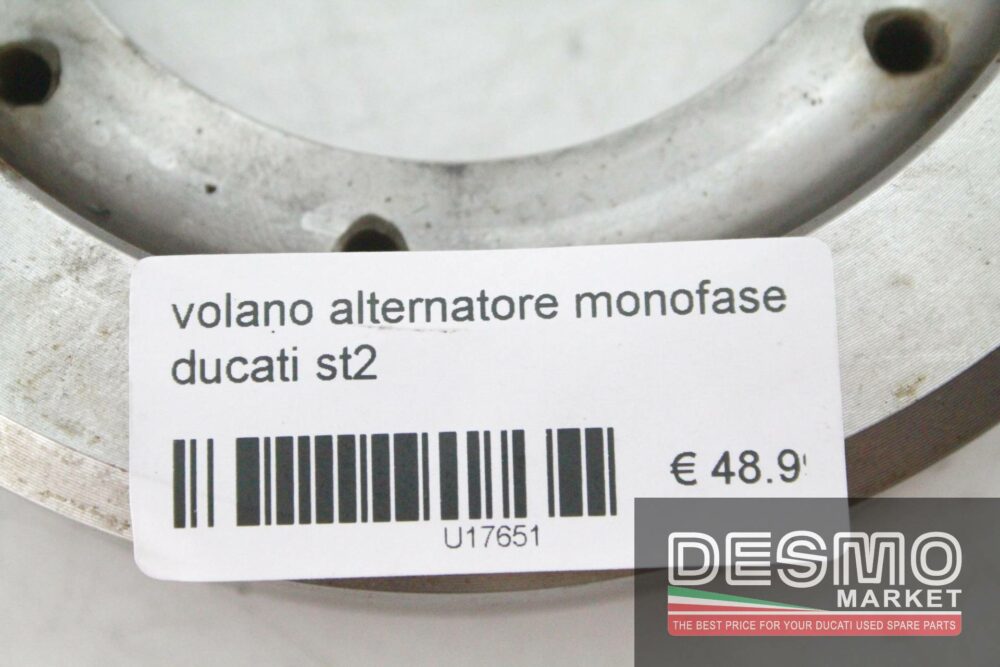 volano alternatore monofase
ducati st2
€ 48.9
U17651
DESMO
MARKET
THE BEST PRICE FOR YOUR DUCATI USED SPARE PARTS